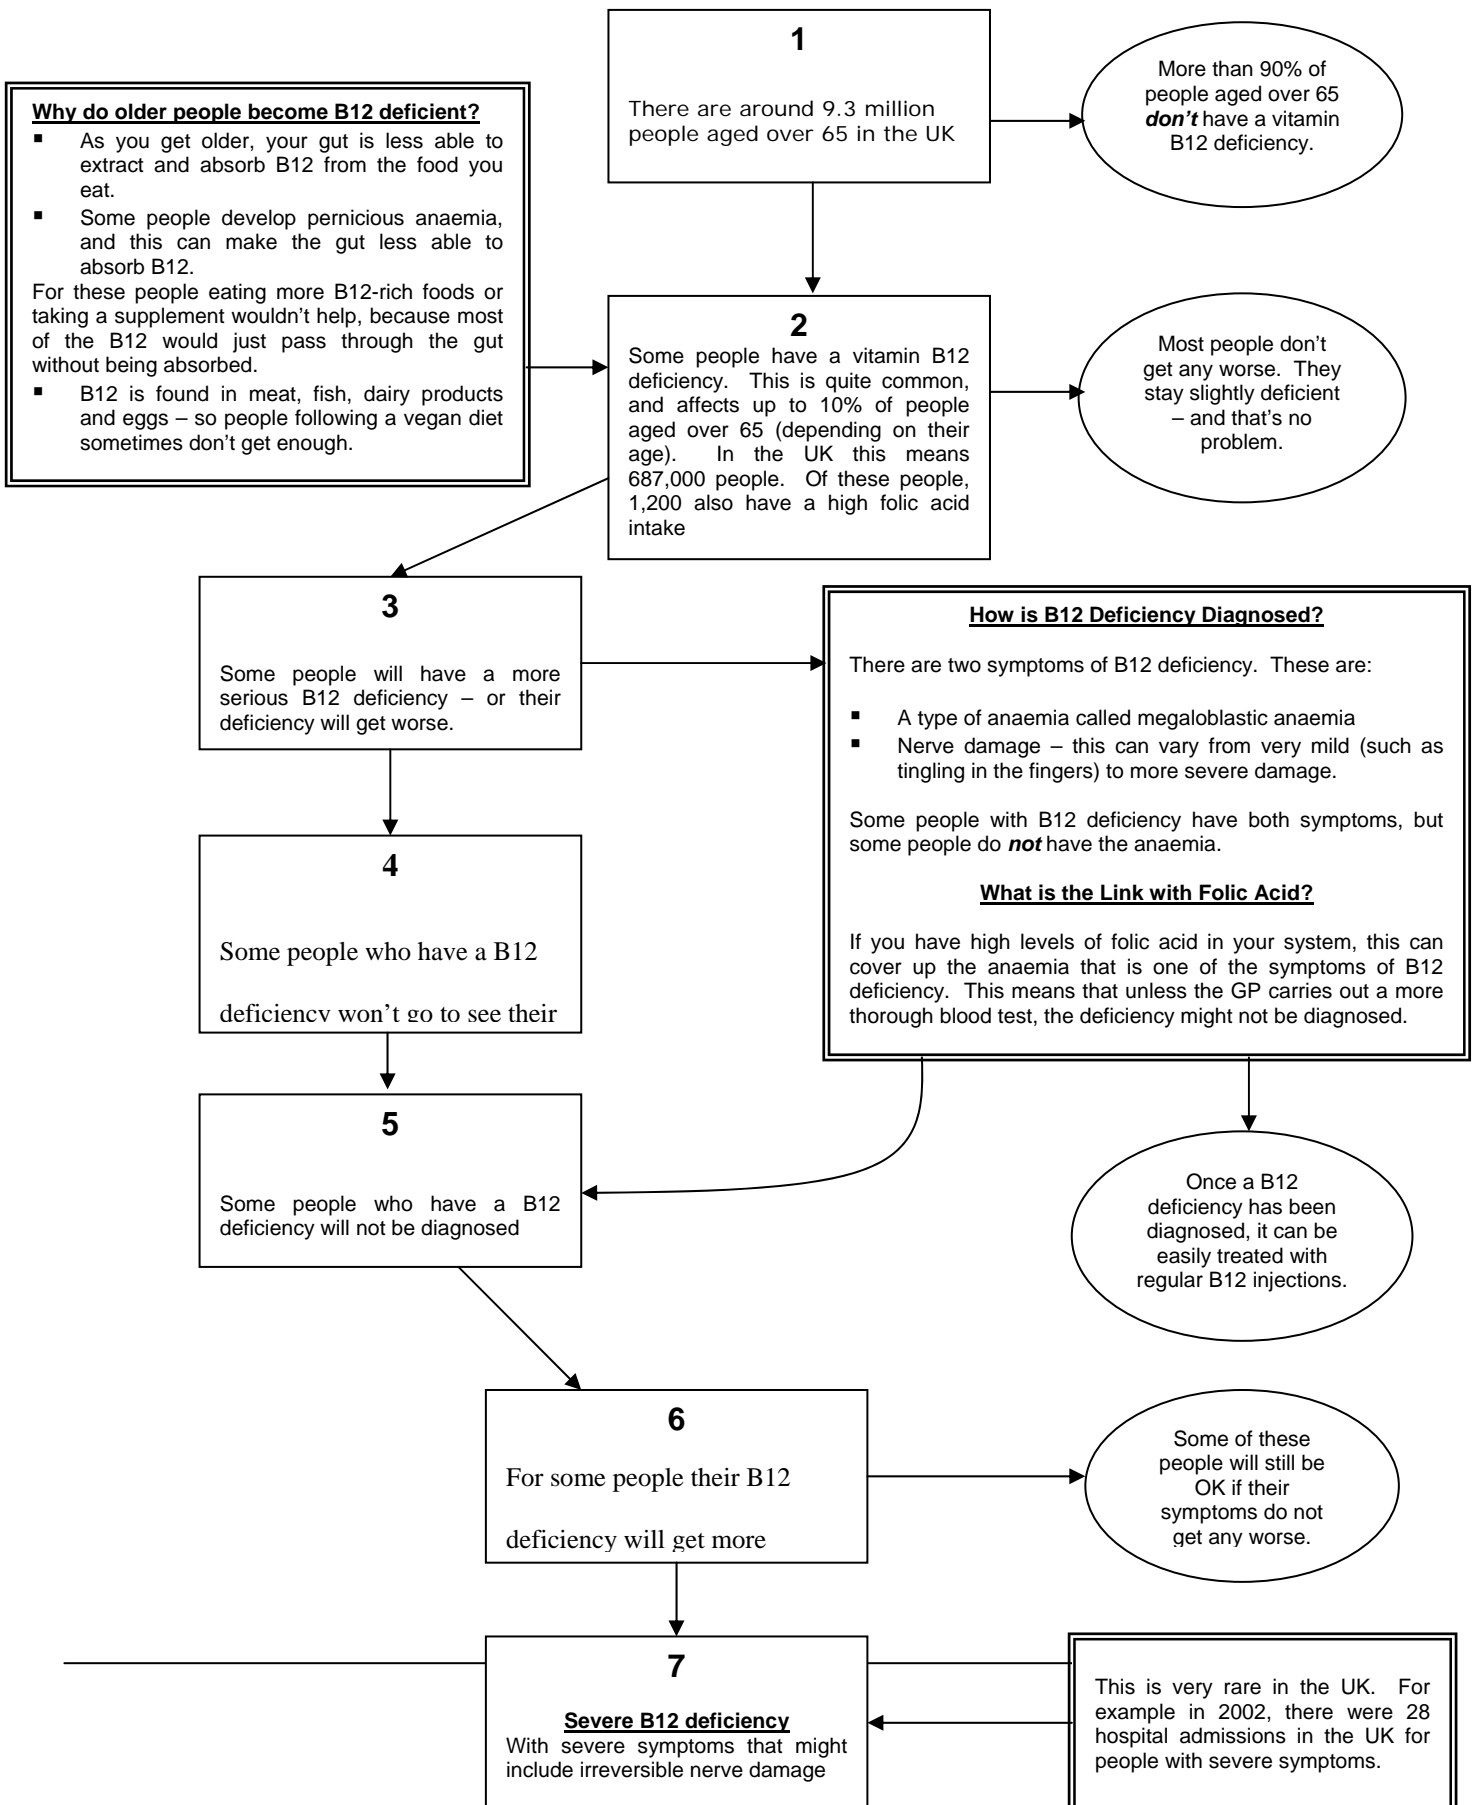 1
There are around 9.3 million
people aged over 65 in the UK
More than 90% of
people aged over 65
don't have a vitamin
B12 deficiency.
Why do older people become B12 deficient?
▪ As you get older, your gut is less able to
extract and absorb B12 from the food you
eat.
▪ Some people develop pernicious anaemia,
and this can make the gut less able to
absorb B12.
For these people eating more B12-rich foods or
taking a supplement wouldn't help, because most
of the B12 would just pass through the gut
without being absorbed.
▪ B12 is found in meat, fish, dairy products
and eggs – so people following a vegan diet
sometimes don't get enough.
2
Some people have a vitamin B12
deficiency. This is quite common,
and affects up to 10% of people
aged over 65 (depending on their
age). In the UK this means
687,000 people. Of these people,
1,200 also have a high folic acid
intake
Most people don't
get any worse. They
stay slightly deficient
– and that's no
problem.
3
Some people will have a more
serious B12 deficiency – or their
deficiency will get worse.
How is B12 Deficiency Diagnosed?
There are two symptoms of B12 deficiency. These are:
▪ A type of anaemia called megaloblastic anaemia
▪ Nerve damage – this can vary from very mild (such as
tingling in the fingers) to more severe damage.
Some people with B12 deficiency have both symptoms, but
some people do not have the anaemia.
What is the Link with Folic Acid?
If you have high levels of folic acid in your system, this can
cover up the anaemia that is one of the symptoms of B12
deficiency. This means that unless the GP carries out a more
thorough blood test, the deficiency might not be diagnosed.
4
Some people who have a B12
deficiency won't go to see their
5
Some people who have a B12
deficiency will not be diagnosed
Once a B12
deficiency has been
diagnosed, it can be
easily treated with
regular B12 injections.
6
For some people their B12
deficiency will get more
Some of these
people will still be
OK if their
symptoms do not
get any worse.
7
Severe B12 deficiency
With severe symptoms that might
include irreversible nerve damage
This is very rare in the UK. For
example in 2002, there were 28
hospital admissions in the UK for
people with severe symptoms.